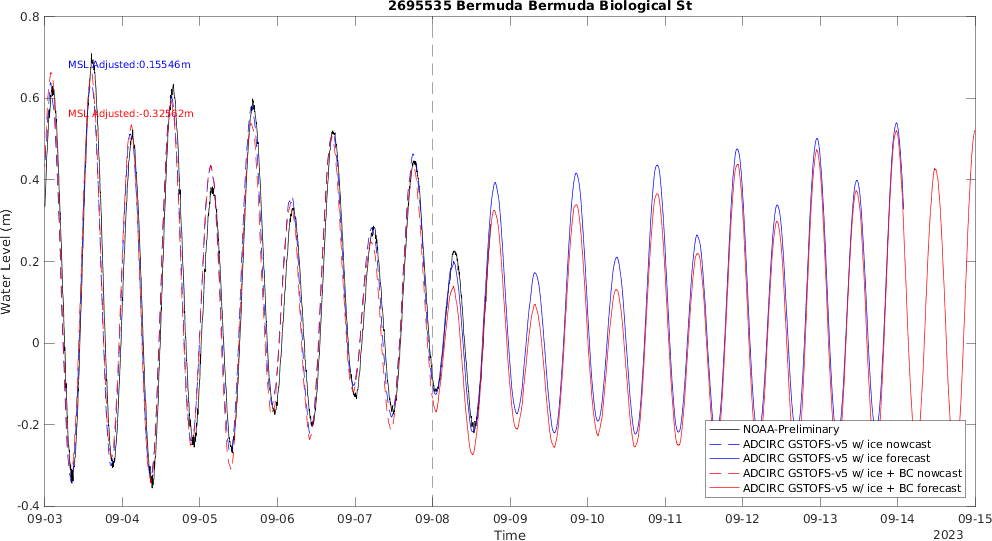 2695535 Bermuda Bermuda Biological St
0.8
0.6
0.4
0.2
0
-0.2
-0.4
Water Level (m)
MSL Adjusted:0.15546m
MSL Adjusted:-0.32562m
NOAA-Preliminary
ADCIRC GSTOFS-v5 w/ ice nowcast
ADCIRC GSTOFS-v5 w/ ice forecast
ADCIRC GSTOFS-v5 w/ ice + BC nowcast
ADCIRC GSTOFS-v5 w/ ice + BC forecast
09-03 09-04 09-05 09-06 09-07 09-08 09-09 09-10 09-11 09-12 09-13 09-14 09-15
Time
2023